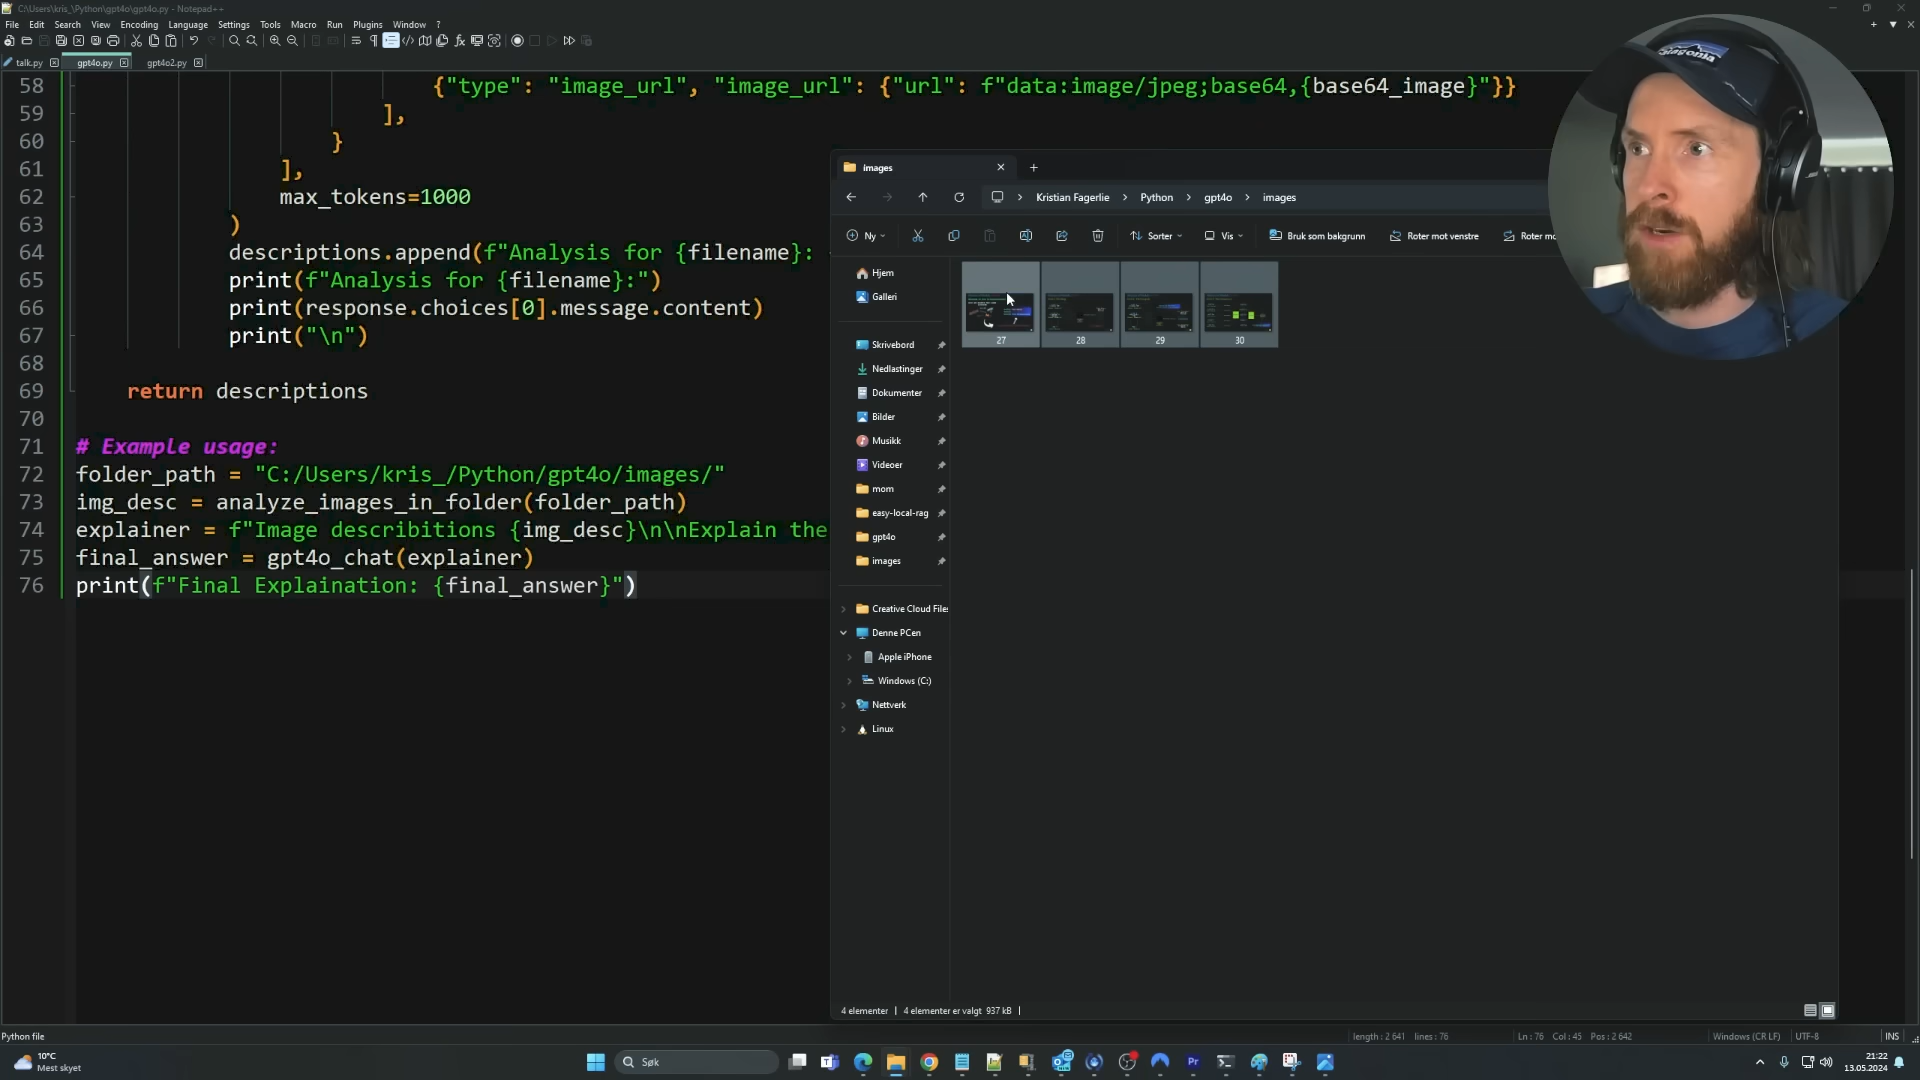 C:\Users\kris_\Python\gpt4o\gpt4o.py - Notepad++
File Edit Search View Encoding Language Settings Tools Macro Run Plugins Window ?
talk.py gpt4o.py gpt4o2.py
58 {"type": "image_url", "image_url": {"url": f"data:image/jpeg;base64,{base64_image}"}}
59 ],
60 }
61 ],
62 max_tokens=1000
63 )
64 descriptions.append(f"Analysis for {filename}:
65 print(f"Analysis for {filename}:")
66 print(response.choices[0].message.content)
67 print("\n")
68
69 return descriptions
70
71 # Example usage:
72 folder_path = "C:/Users/kris_/Python/gpt4o/images/"
73 img_desc = analyze_images_in_folder(folder_path)
74 explainer = f"Image describitions {img_desc}\n\nExplain the
75 final_answer = gpt4o_chat(explainer)
76 print(f"Final Explaination: {final_answer}")
images
Kristian Fagerlie > Python > gpt4o > images
Ny Sorter Vis Bruk som bakgrunn Roter mot venstre Roter mo
Hjem
Galleri
Skrivebord
Nedlastinger
Dokumenter
Bilder
Musikk
Videoer
mom
easy-local-rag
gpt4o
images
Creative Cloud Files
Denne PCen
Apple iPhone
Windows (C:)
Nettverk
Linux
27 28 29 30
4 elementer | 4 elementer er valgt 937 kB |
patagonia
Python file length : 2 641 lines : 76 Ln : 76 Col : 45 Pos : 2 642 Windows (CR LF) UTF-8 INS
10°C
Mest skyet
Søk
21:22
13.05.2024